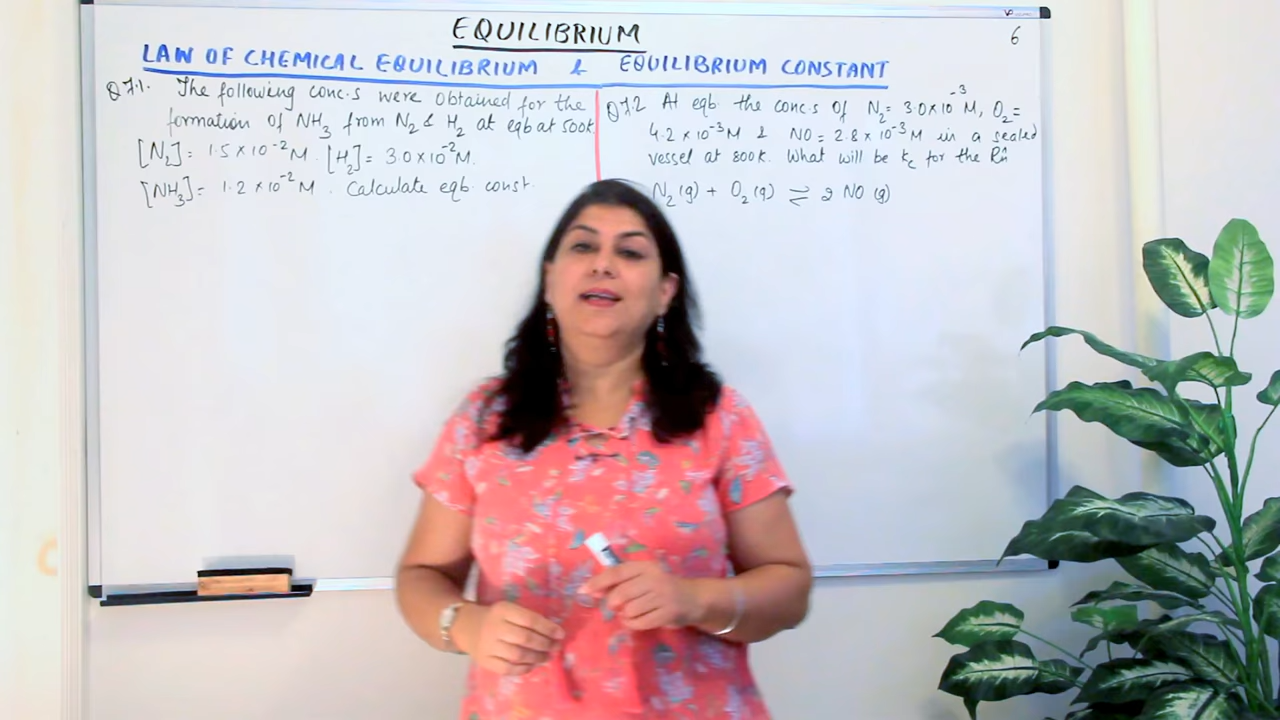 EQUILIBRIUM
6
LAW OF CHEMICAL EQUILIBRIUM & EQUILIBRIUM CONSTANT
Q 7.1. The following conc.s were obtained for the
formation of NH₃ from N₂ & H₂ at eqb at 500K.
[N₂] = 1.5 × 10⁻² M. [H₂] = 3.0 × 10⁻² M.
[NH₃] = 1.2 × 10⁻² M. Calculate eqb. const.
Q 7.2 At eqb. the conc.s of N₂ = 3.0 × 10⁻³ M, O₂ =
4.2 × 10⁻³ M & NO = 2.8 × 10⁻³ M in a sealed
vessel at 800K. What will be Kc for the Rn
N₂(g) + O₂(g) ⇌ 2 NO (g)